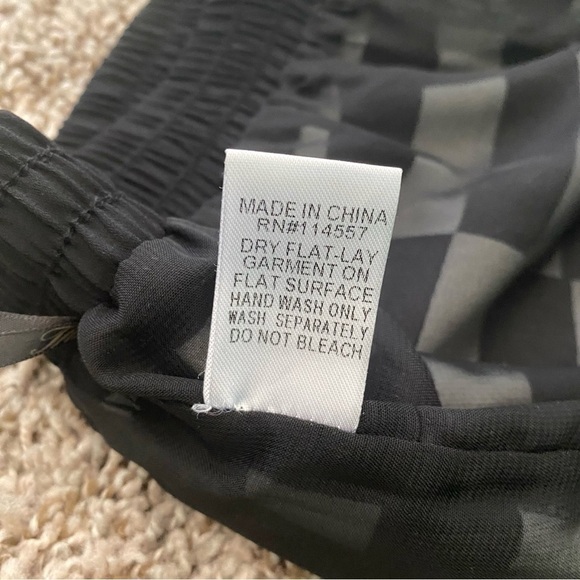 MADE IN CHINA
RN#114557
DRY FLAT-LAY
GARMENT ON
FLAT SURFACE
HAND WASH ONLY
WASH SEPARATELY
DO NOT BLEACH